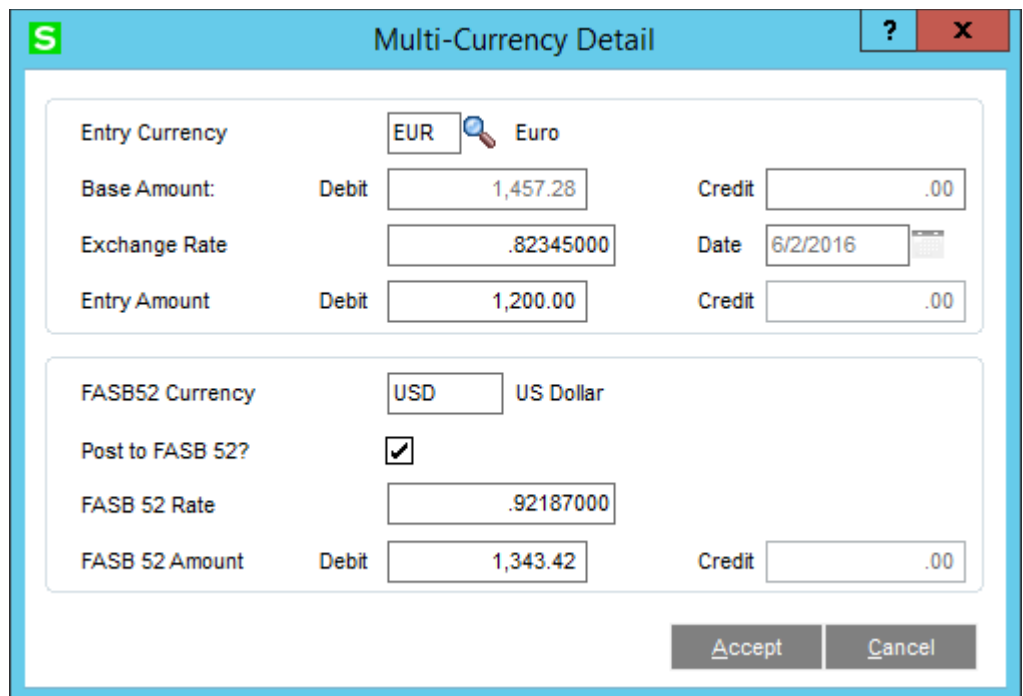 S Multi-Currency Detail ? x
Entry Currency EUR Euro
Base Amount: Debit 1,457.28 Credit .00
Exchange Rate .82345000 Date 6/2/2016
Entry Amount Debit 1,200.00 Credit .00
FASB52 Currency USD US Dollar
Post to FASB 52?
FASB 52 Rate .92187000
FASB 52 Amount Debit 1,343.42 Credit .00
Accept Cancel